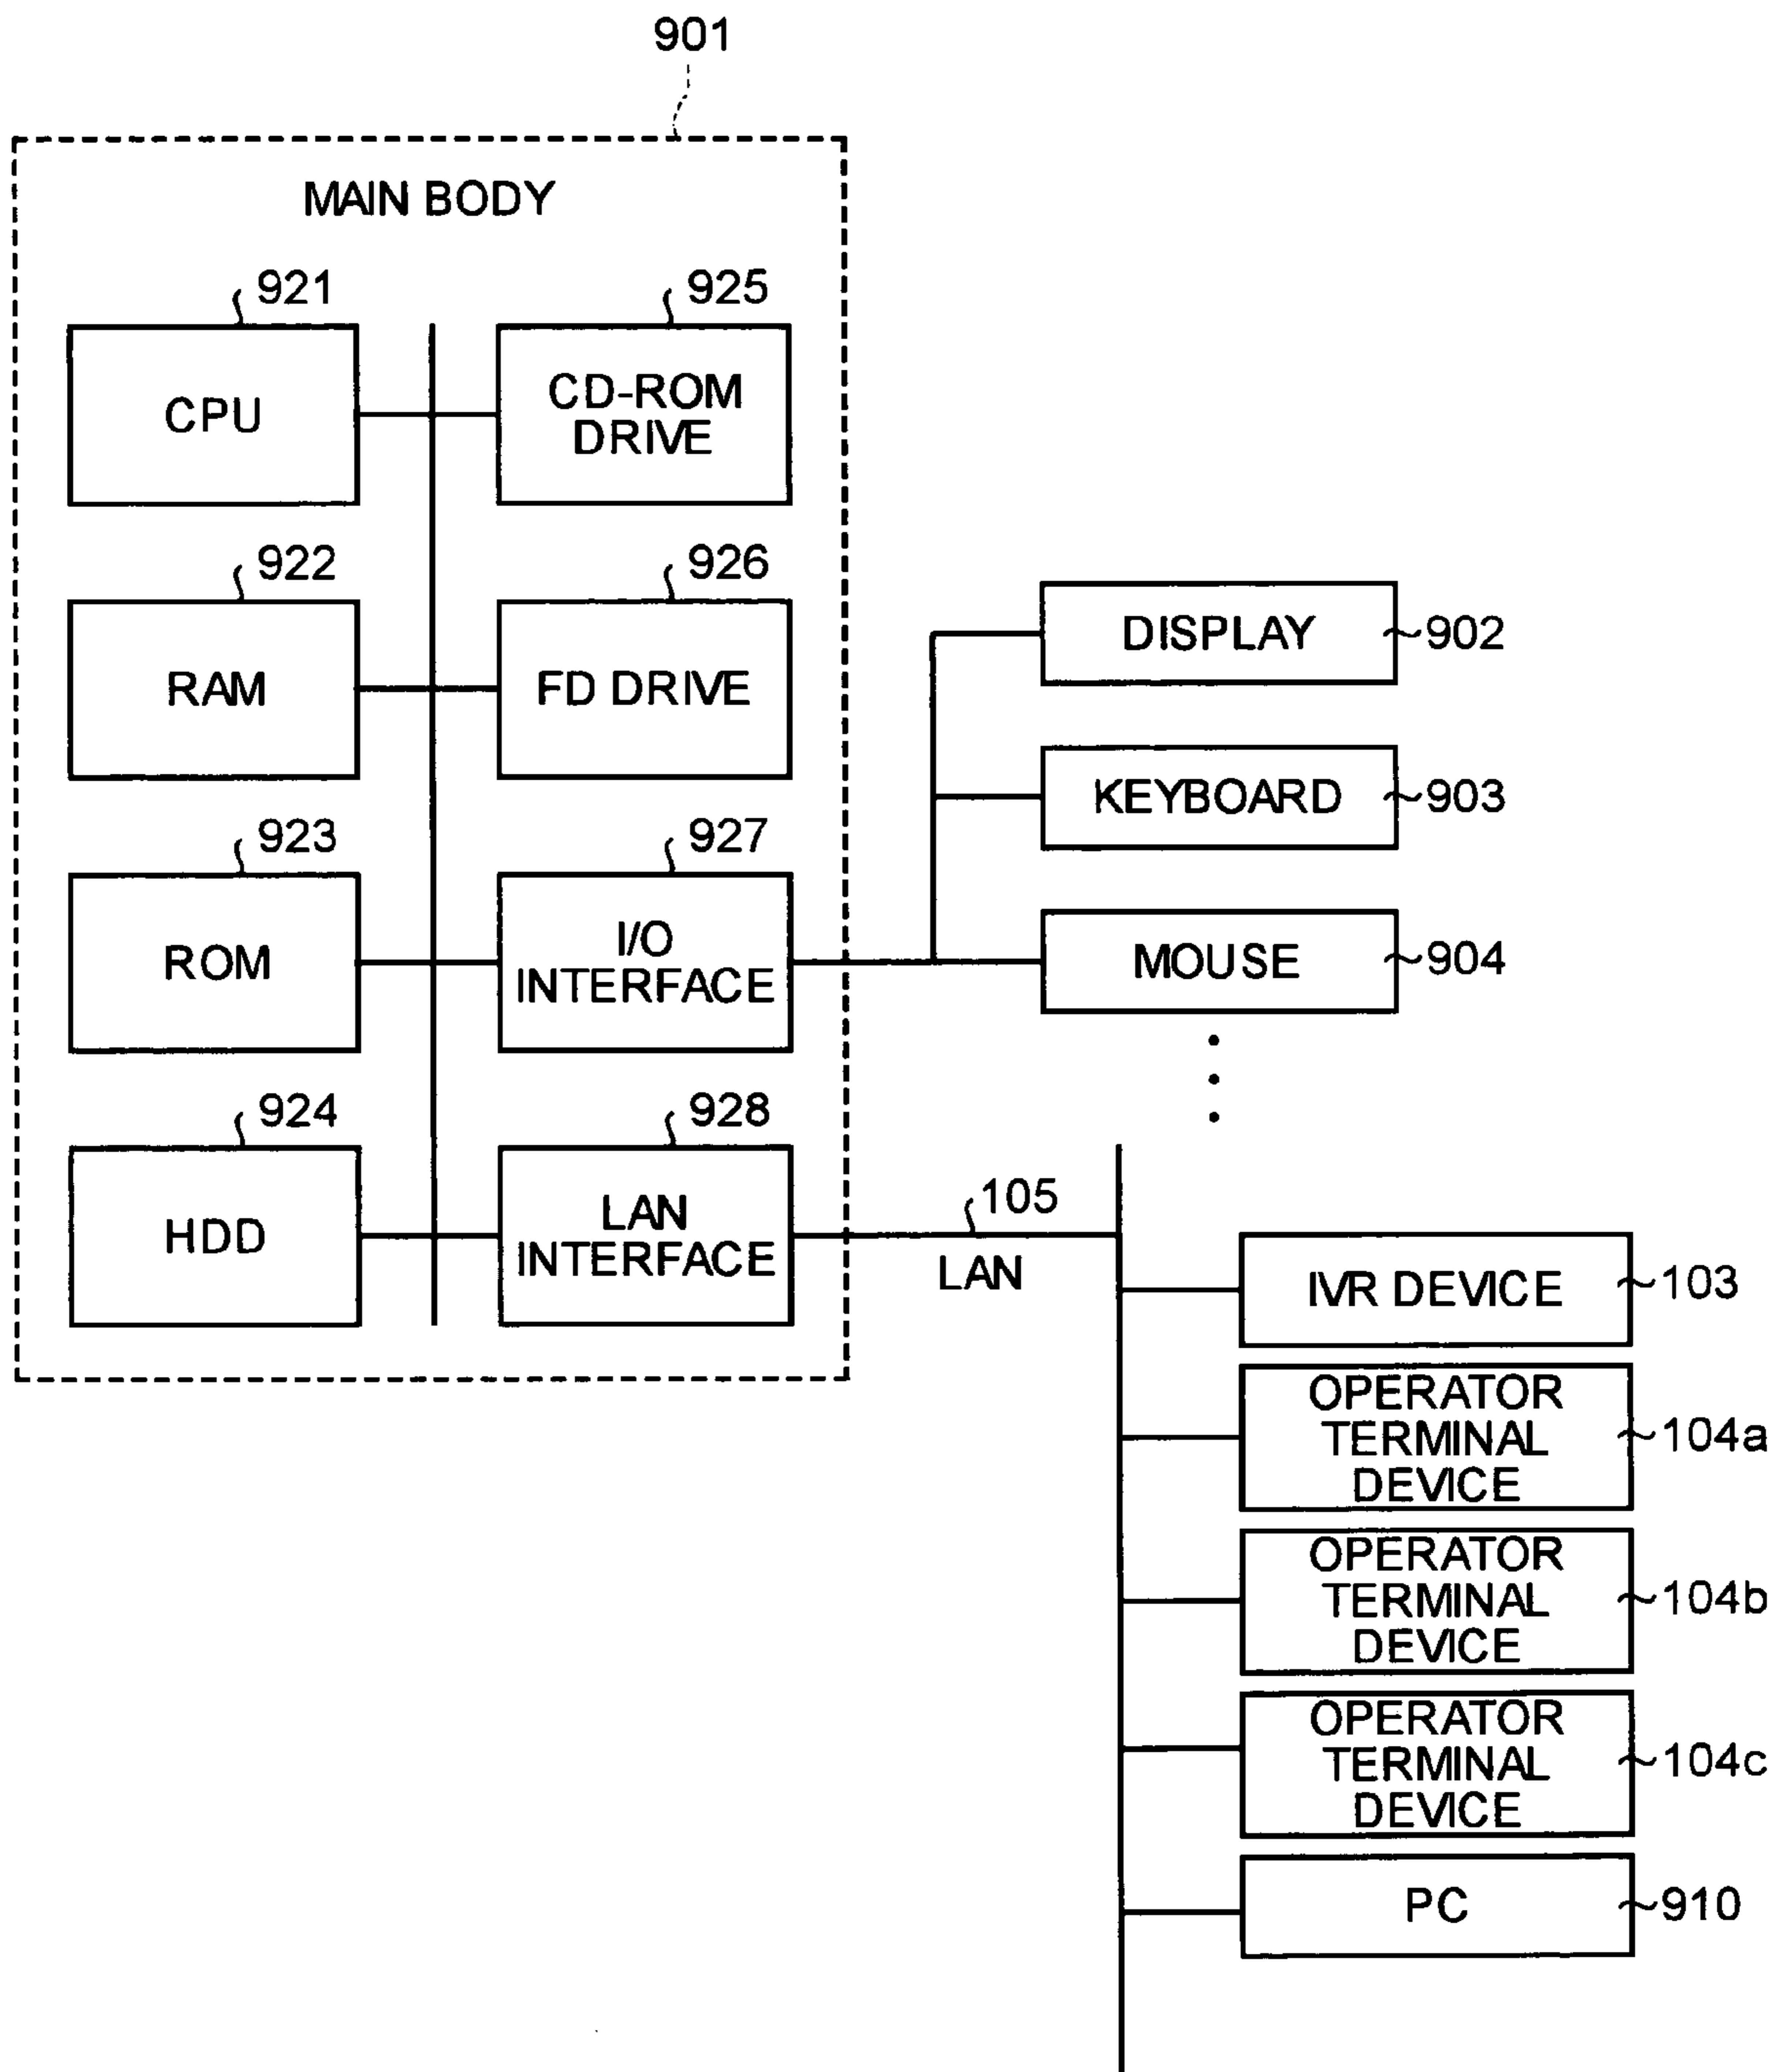 901
MAIN BODY
921
CPU
925
CD-ROM
DRIVE
922
RAM
926
FD DRIVE
923
ROM
927
I/O
INTERFACE
924
HDD
928
LAN
INTERFACE
DISPLAY
902
KEYBOARD
903
MOUSE
904
105
LAN
IVR DEVICE
103
OPERATOR
TERMINAL
DEVICE
104a
OPERATOR
TERMINAL
DEVICE
104b
OPERATOR
TERMINAL
DEVICE
104c
PC
910